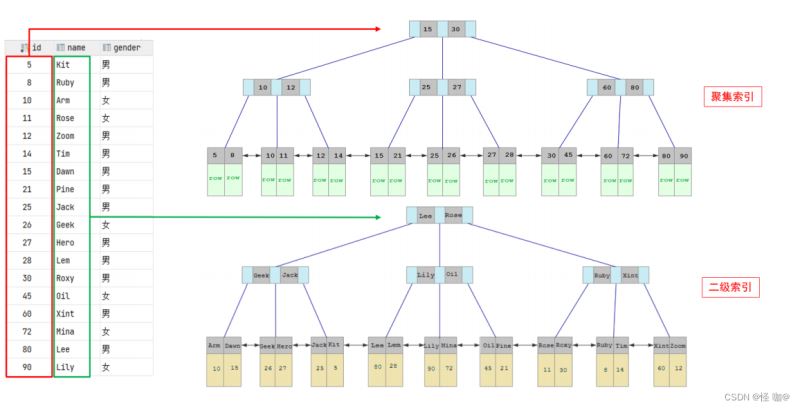 id name gender
5 Kit 男
8 Ruby 男
10 Arm 女
11 Rose 女
12 Zoom 男
14 Tim 男
15 Dawn 男
21 Pine 男
25 Jack 男
26 Geek 女
27 Hero 男
28 Lem 男
30 Roxy 男
45 Oil 女
60 Xint 男
72 Mina 女
80 Lee 男
90 Lily 女
15 30
10 12
25 27
60 80
聚集索引
5 8
10 11
12 14
15 21
25 26
27 28
30 45
60 72
80 90
row row row row row row row row row row row row row row row row row row
Lee Rose
Geek Jack
Lily Oil
Ruby Xint
二级索引
Arm Dawn
Geek Hero
Jack Kit
Lee Lem
Lily Mina
Oil Pine
Rose Roxy
Ruby Tim
Xint Zoom
10 15
26 27
25 5
80 28
90 72
45 21
11 30
8 14
60 12
CSDN @怪 咖@